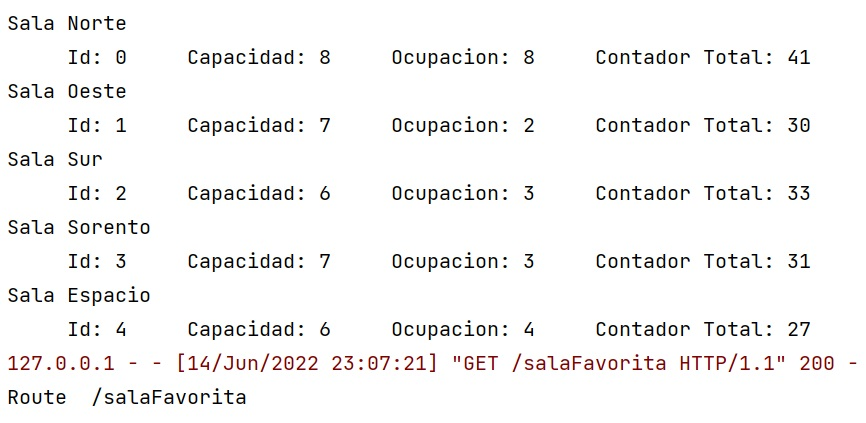 Sala Norte
Id: 0 Capacidad: 8 Ocupacion: 8 Contador Total: 41
Sala Oeste
Id: 1 Capacidad: 7 Ocupacion: 2 Contador Total: 30
Sala Sur
Id: 2 Capacidad: 6 Ocupacion: 3 Contador Total: 33
Sala Sorento
Id: 3 Capacidad: 7 Ocupacion: 3 Contador Total: 31
Sala Espacio
Id: 4 Capacidad: 6 Ocupacion: 4 Contador Total: 27
127.0.0.1 - - [14/Jun/2022 23:07:21] "GET /salaFavorita HTTP/1.1" 200 -
Route /salaFavorita